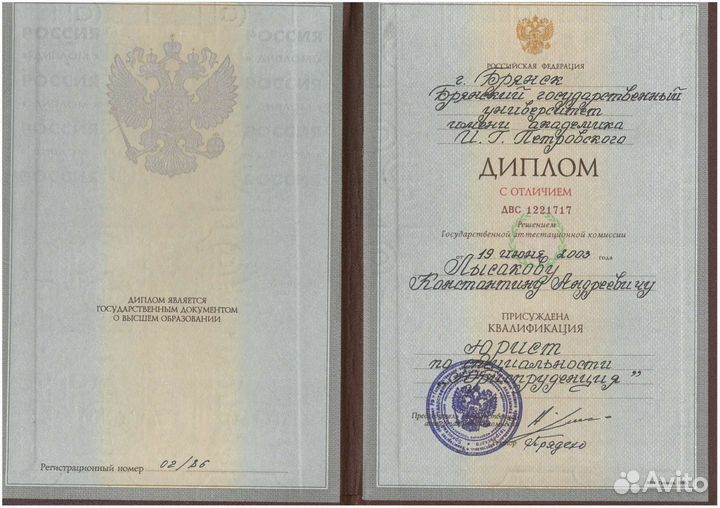 ДИПЛОМ ЯВЛЯЕТСЯ
ГОСУДАРСТВЕННЫМ ДОКУМЕНТОМ
О ВЫСШЕМ ОБРАЗОВАНИИ
Регистрационный номер 02/26
РОССИЙСКАЯ ФЕДЕРАЦИЯ
г. Брянск
Брянский государственный
университет
имени академика
И. Г. Петровского
ДИПЛОМ
С ОТЛИЧИЕМ
ДВС 1221717
Решением
Государственной аттестационной комиссии
от 19 июня 2003 года
Лысакову
Константину Андреевичу
ПРИСУЖДЕНА
КВАЛИФИКАЦИЯ
Юрист
по специальности
"Юриспруденция"
Avito